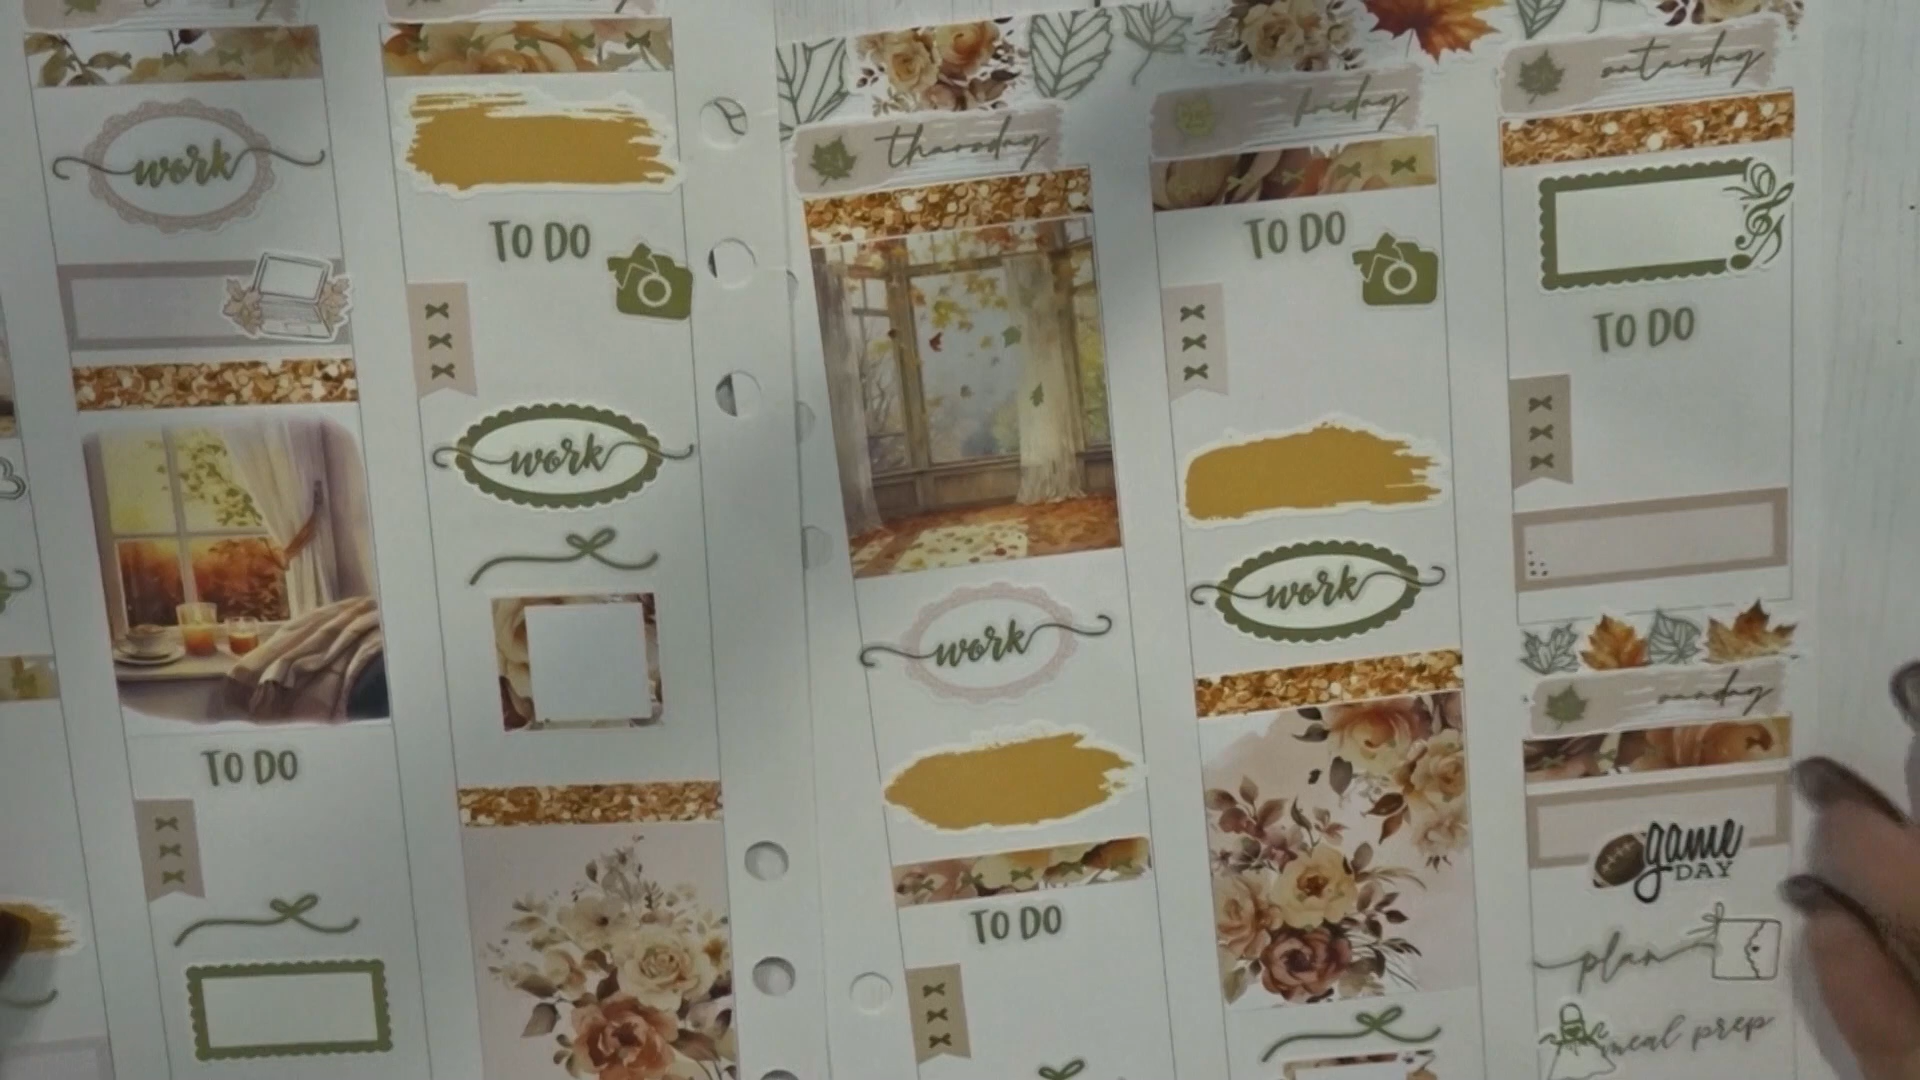 work
TO DO
TO DO
work
thursday
work
TO DO
friday
TO DO
work
saturday
TO DO
sunday
game
DAY
plan
meal prep